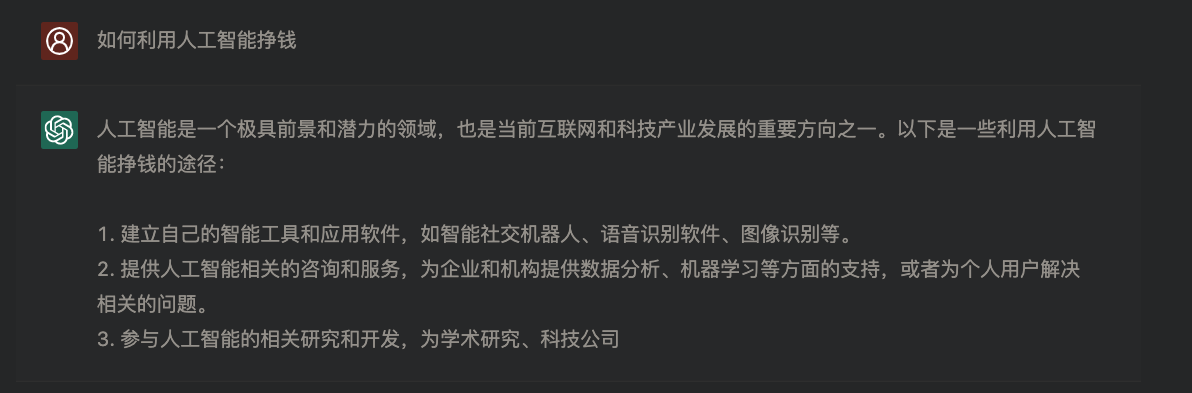 如何利用人工智能挣钱
人工智能是一个极具前景和潜力的领域，也是当前互联网和科技产业发展的重要方向之一。以下是一些利用人工智
能挣钱的途径：
1. 建立自己的智能工具和应用软件，如智能社交机器人、语音识别软件、图像识别等。
2. 提供人工智能相关的咨询和服务，为企业和机构提供数据分析、机器学习等方面的支持，或者为个人用户解决
相关的问题。
3. 参与人工智能的相关研究和开发，为学术研究、科技公司